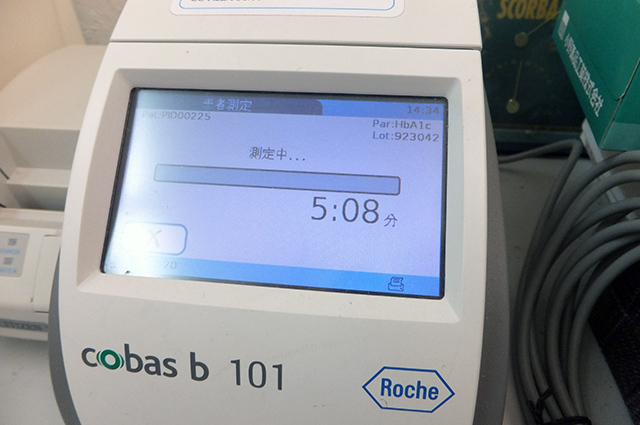 SCORBA
患者測定
14:34
Pat:PID00225
Par:HbA1c
Lot:923042
測定中...
5:08分
cobas b 101
Roche